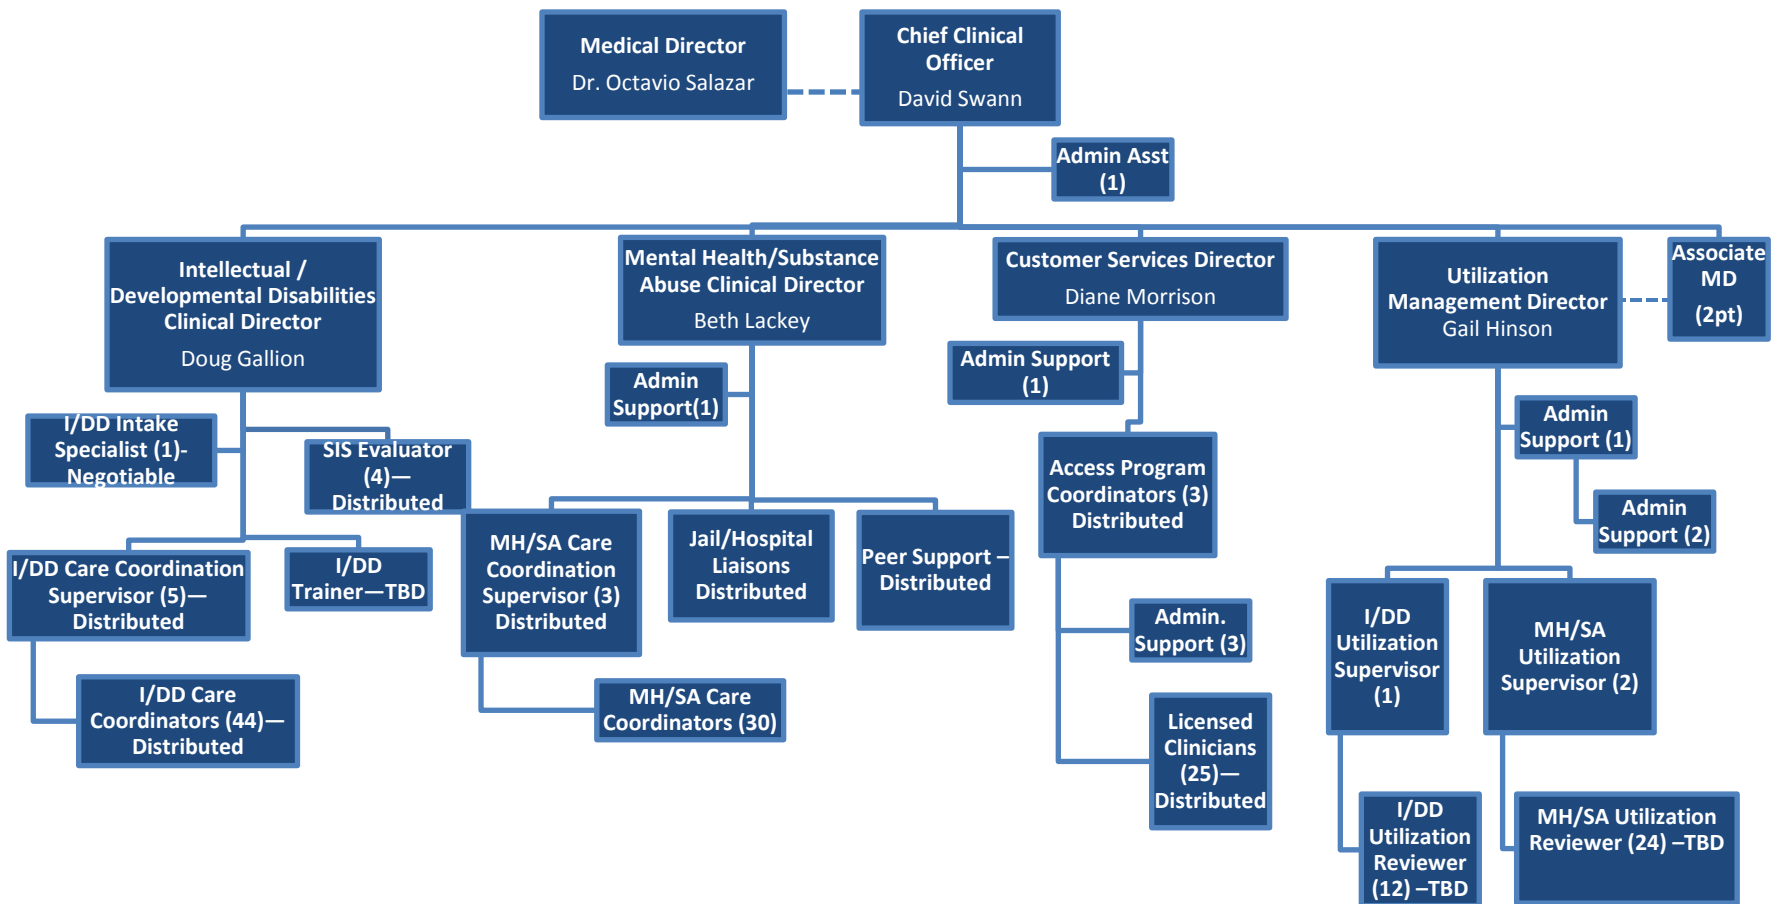 Medical Director
Dr. Octavio Salazar
Chief Clinical
Officer
David Swann
Admin Asst
(1)
Intellectual /
Developmental Disabilities
Clinical Director
Doug Gallion
Mental Health/Substance
Abuse Clinical Director
Beth Lackey
Customer Services Director
Diane Morrison
Utilization
Management Director
Gail Hinson
Associate
MD
(2pt)
I/DD Intake
Specialist (1)-
Negotiable
SIS Evaluator
(4)—
Distributed
Admin
Support(1)
Admin Support
(1)
Admin
Support (1)
Admin
Support (2)
I/DD Care Coordination
Supervisor (5)—
Distributed
I/DD
Trainer—TBD
I/DD Care
Coordinators (44)—
Distributed
MH/SA Care
Coordination
Supervisor (3)
Distributed
Jail/Hospital
Liaisons
Distributed
Peer Support –
Distributed
MH/SA Care
Coordinators (30)
Access Program
Coordinators (3)
Distributed
Admin.
Support (3)
Licensed
Clinicians
(25)—
Distributed
I/DD
Utilization
Supervisor
(1)
MH/SA
Utilization
Supervisor (2)
I/DD
Utilization
Reviewer
(12) –TBD
MH/SA Utilization
Reviewer (24) –TBD